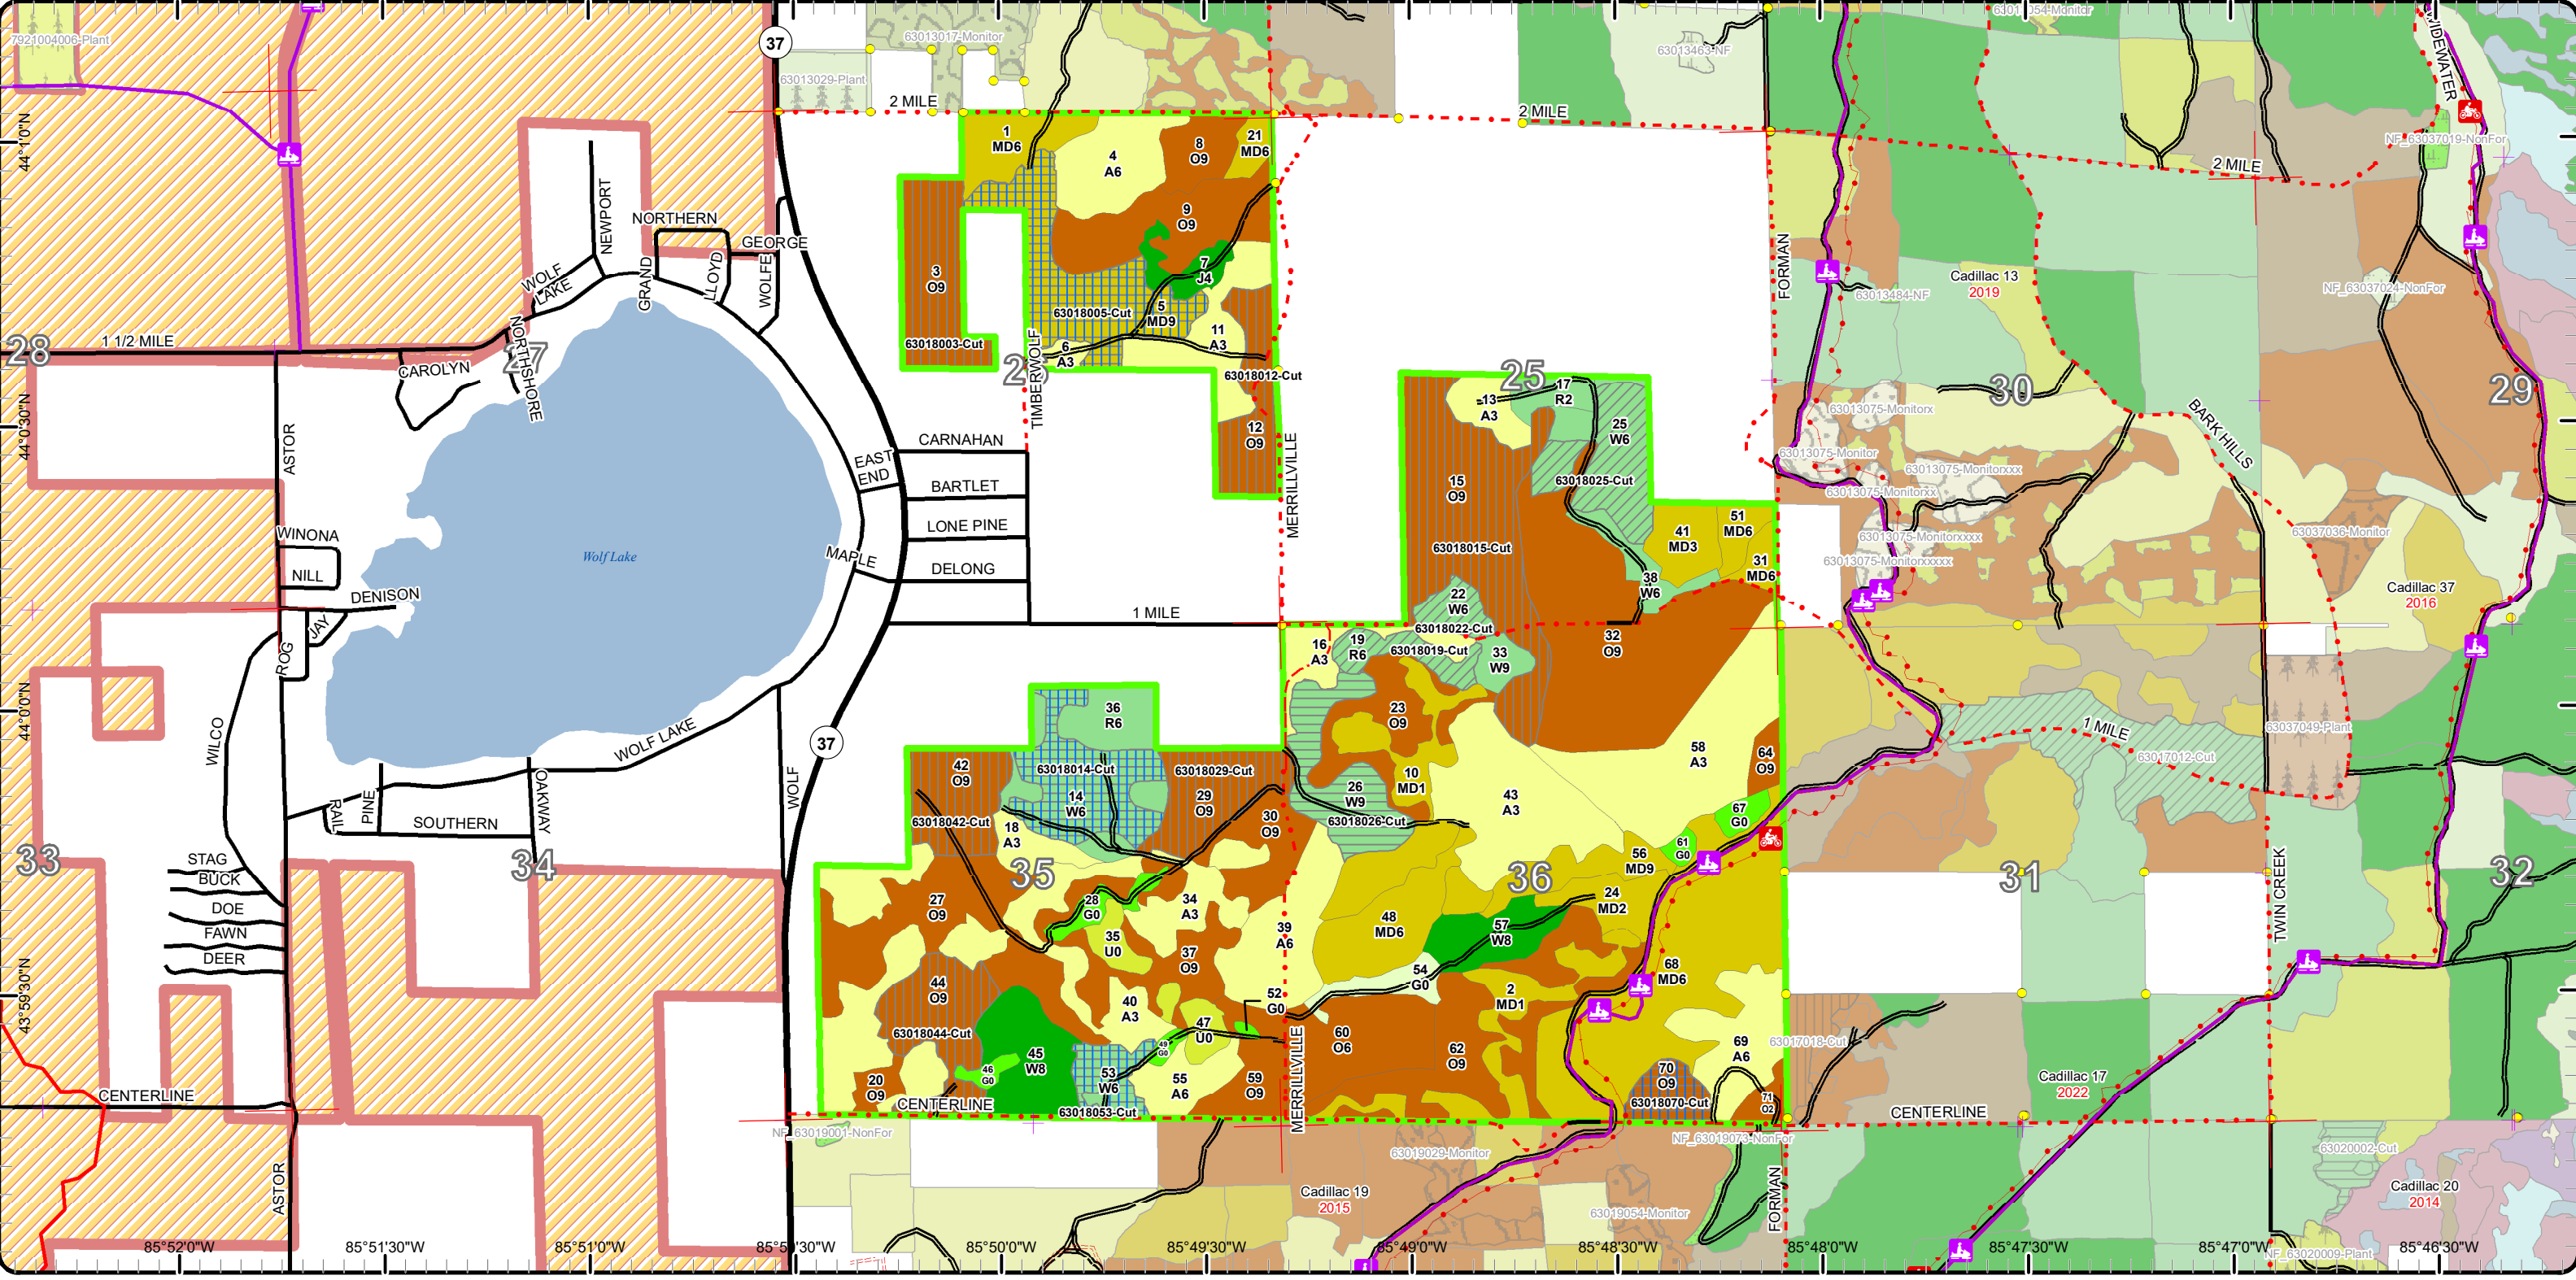 7921004006-Plant
37
63013017-Monitor
63013029-Plant
2 MILE
63013463-NF
2 MILE
63013054-Monitor
WIDEWATER
NF_63037019-NonFor
2 MILE
44°1'0"N
1
MD6
4
A6
8
O9
21
MD6
9
O9
7
J4
3
O9
5
MD9
63018005-Cut
11
A3
6
A3
63018003-Cut
63018012-Cut
12
O9
NEWPORT
NORTHERN
GEORGE
WOLF
LAKE
GRAND
LLOYD
WOLFE
NORTHSHORE
FORMAN
Cadillac 13
2019
63013484-NF
NF_63037024-NonFor
28
1 1/2 MILE
27
CAROLYN
TIMBERWOLF
25
30
29
44°0'30"N
ASTOR
17
R2
13
A3
25
W6
15
O9
63018025-Cut
63018015-Cut
41
MD3
51
MD6
31
MD6
38
W6
63013075-Monitorx
63013075-Monitor
63013075-Monitorxxx
63013075-Monitorxx
63013075-Monitorxxxx
63013075-Monitorxxxxx
BARK HILLS
63037036-Monitor
Cadillac 37
2016
EAST
END
CARNAHAN
BARTLET
LONE PINE
DELONG
MAPLE
MERRILLVILLE
Wolf Lake
WINONA
NILL
DENISON
JAY
ROG
1 MILE
22
W6
63018022-Cut
16
A3
19
R6
63018019-Cut
33
W9
32
O9
44°0'0"N
WILCO
WOLF LAKE
37
36
R6
23
O9
58
A3
64
O9
1 MILE
63037049-Plant
63017012-Cut
RAIL
PINE
SOUTHERN
OAKWAY
WOLF
42
O9
63018014-Cut
63018029-Cut
14
W6
29
O9
30
O9
63018042-Cut
18
A3
26
W9
63018026-Cut
10
MD1
43
A3
67
G0
61
G0
56
MD9
33
34
35
36
31
32
STAG
BUCK
DOE
FAWN
DEER
27
O9
28
G0
34
A3
35
U0
37
O9
39
A6
48
MD6
57
W8
24
MD2
54
G0
68
MD6
TWIN CREEK
43°59'30"N
44
O9
63018044-Cut
40
A3
52
G0
47
U0
49
G0
45
W8
46
G0
53
W6
63018053-Cut
55
A6
59
O9
20
O9
2
MD1
60
O6
62
O9
69
A6
70
O9
63018070-Cut
71
O2
63017018-Cut
Cadillac 17
2022
CENTERLINE
CENTERLINE
MERRILLVILLE
CENTERLINE
NF_63019001-NonFor
63019029-Monitor
NF_63019073-NonFor
63020002-Cut
ASTOR
Cadillac 19
2015
63019054-Monitor
FORMAN
Cadillac 20
2014
NF_63020009-Plant
85°52'0"W
85°51'30"W
85°51'0"W
85°50'30"W
85°50'0"W
85°49'30"W
85°49'0"W
85°48'30"W
85°48'0"W
85°47'30"W
85°47'0"W
85°46'30"W